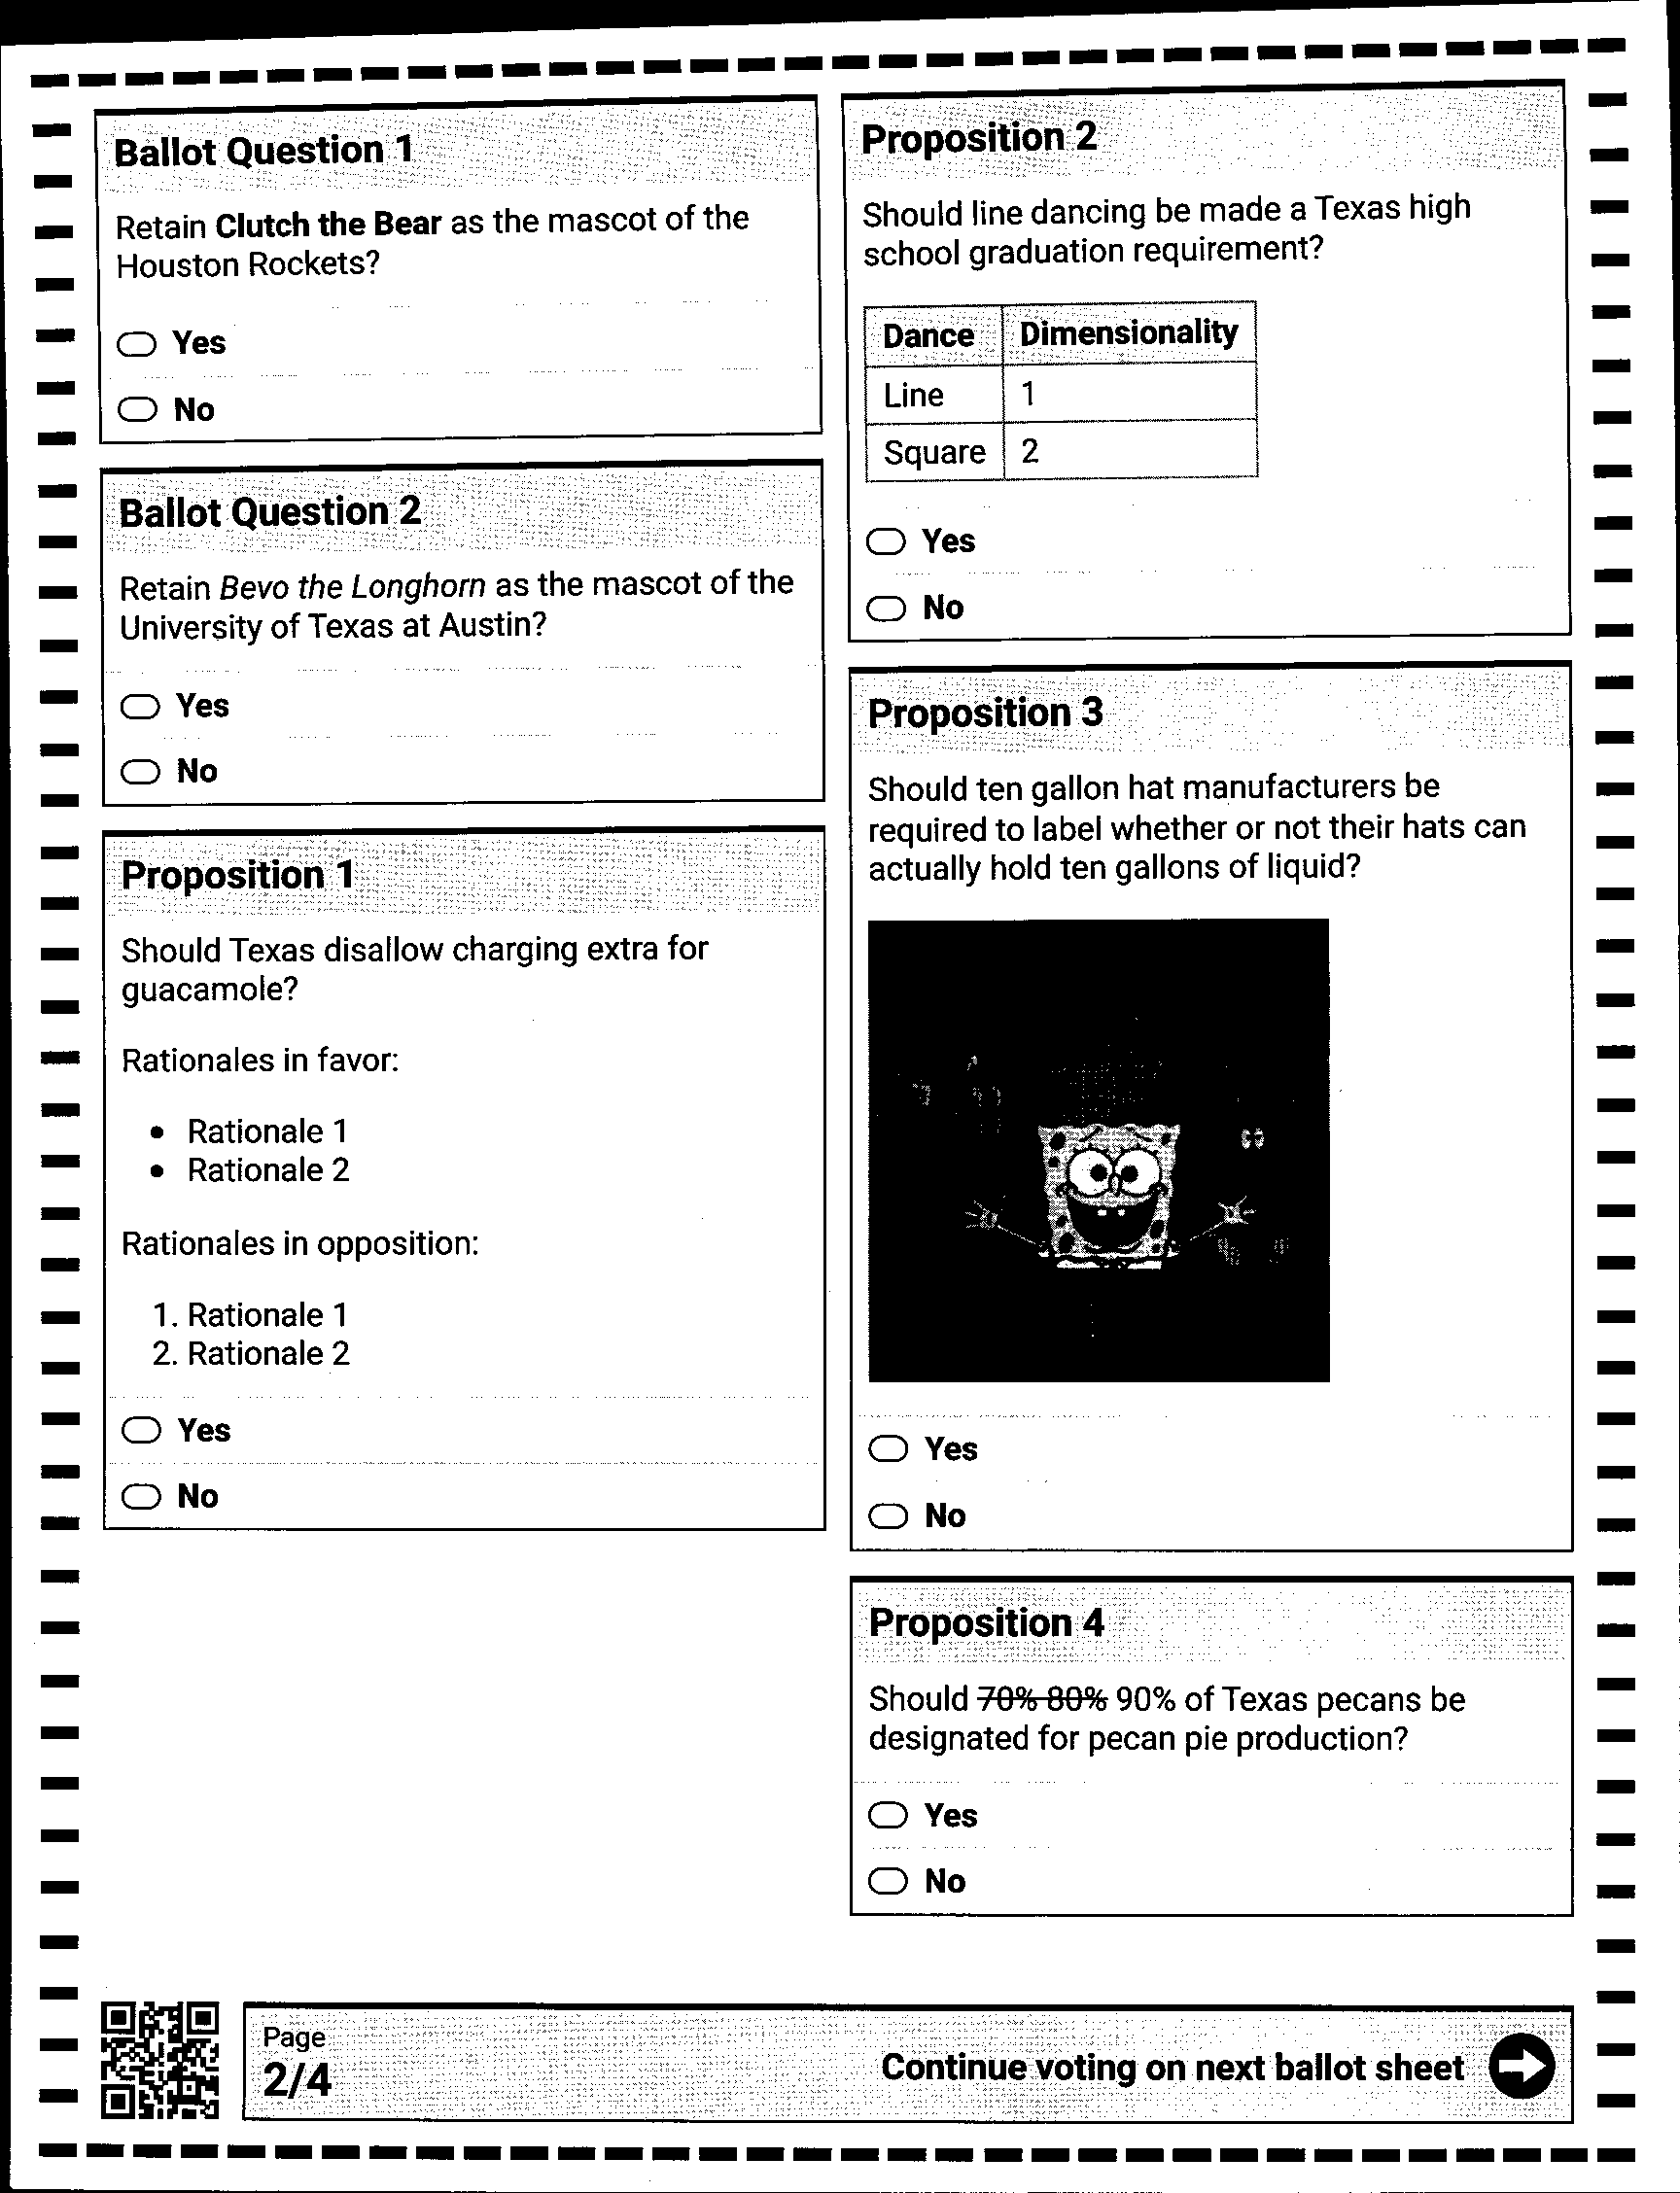 Ballot Question 1
Retain Clutch the Bear as the mascot of the
Houston Rockets?
Yes
No
Ballot Question 2
Retain Bevo the Longhorn as the mascot of the
University of Texas at Austin?
Yes
No
Proposition 1
Should Texas disallow charging extra for
guacamole?
Rationales in favor:
• Rationale 1
• Rationale 2
Rationales in opposition:
1. Rationale 1
2. Rationale 2
Yes
No
Proposition 2
Should line dancing be made a Texas high
school graduation requirement?
Dance Dimensionality
Line 1
Square 2
Yes
No
Proposition 3
Should ten gallon hat manufacturers be
required to label whether or not their hats can
actually hold ten gallons of liquid?
Yes
No
Proposition 4
Should 70% 80% 90% of Texas pecans be
designated for pecan pie production?
Yes
No
Page
2/4
Continue voting on next ballot sheet